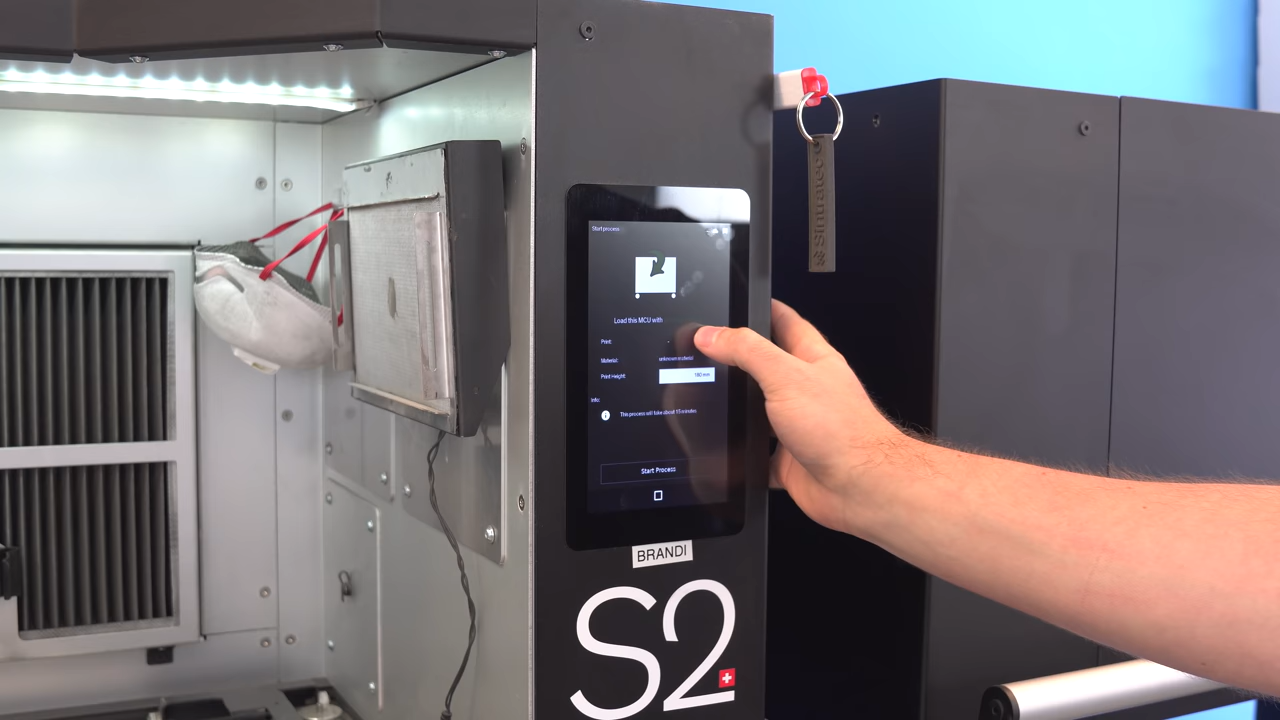 Start process
Load this MCU with
Print:
Material: unknown material
Print Height: 180 mm
Info:
This process will take about 15 minutes
Start Process
BRANDI
S2
Sintratec